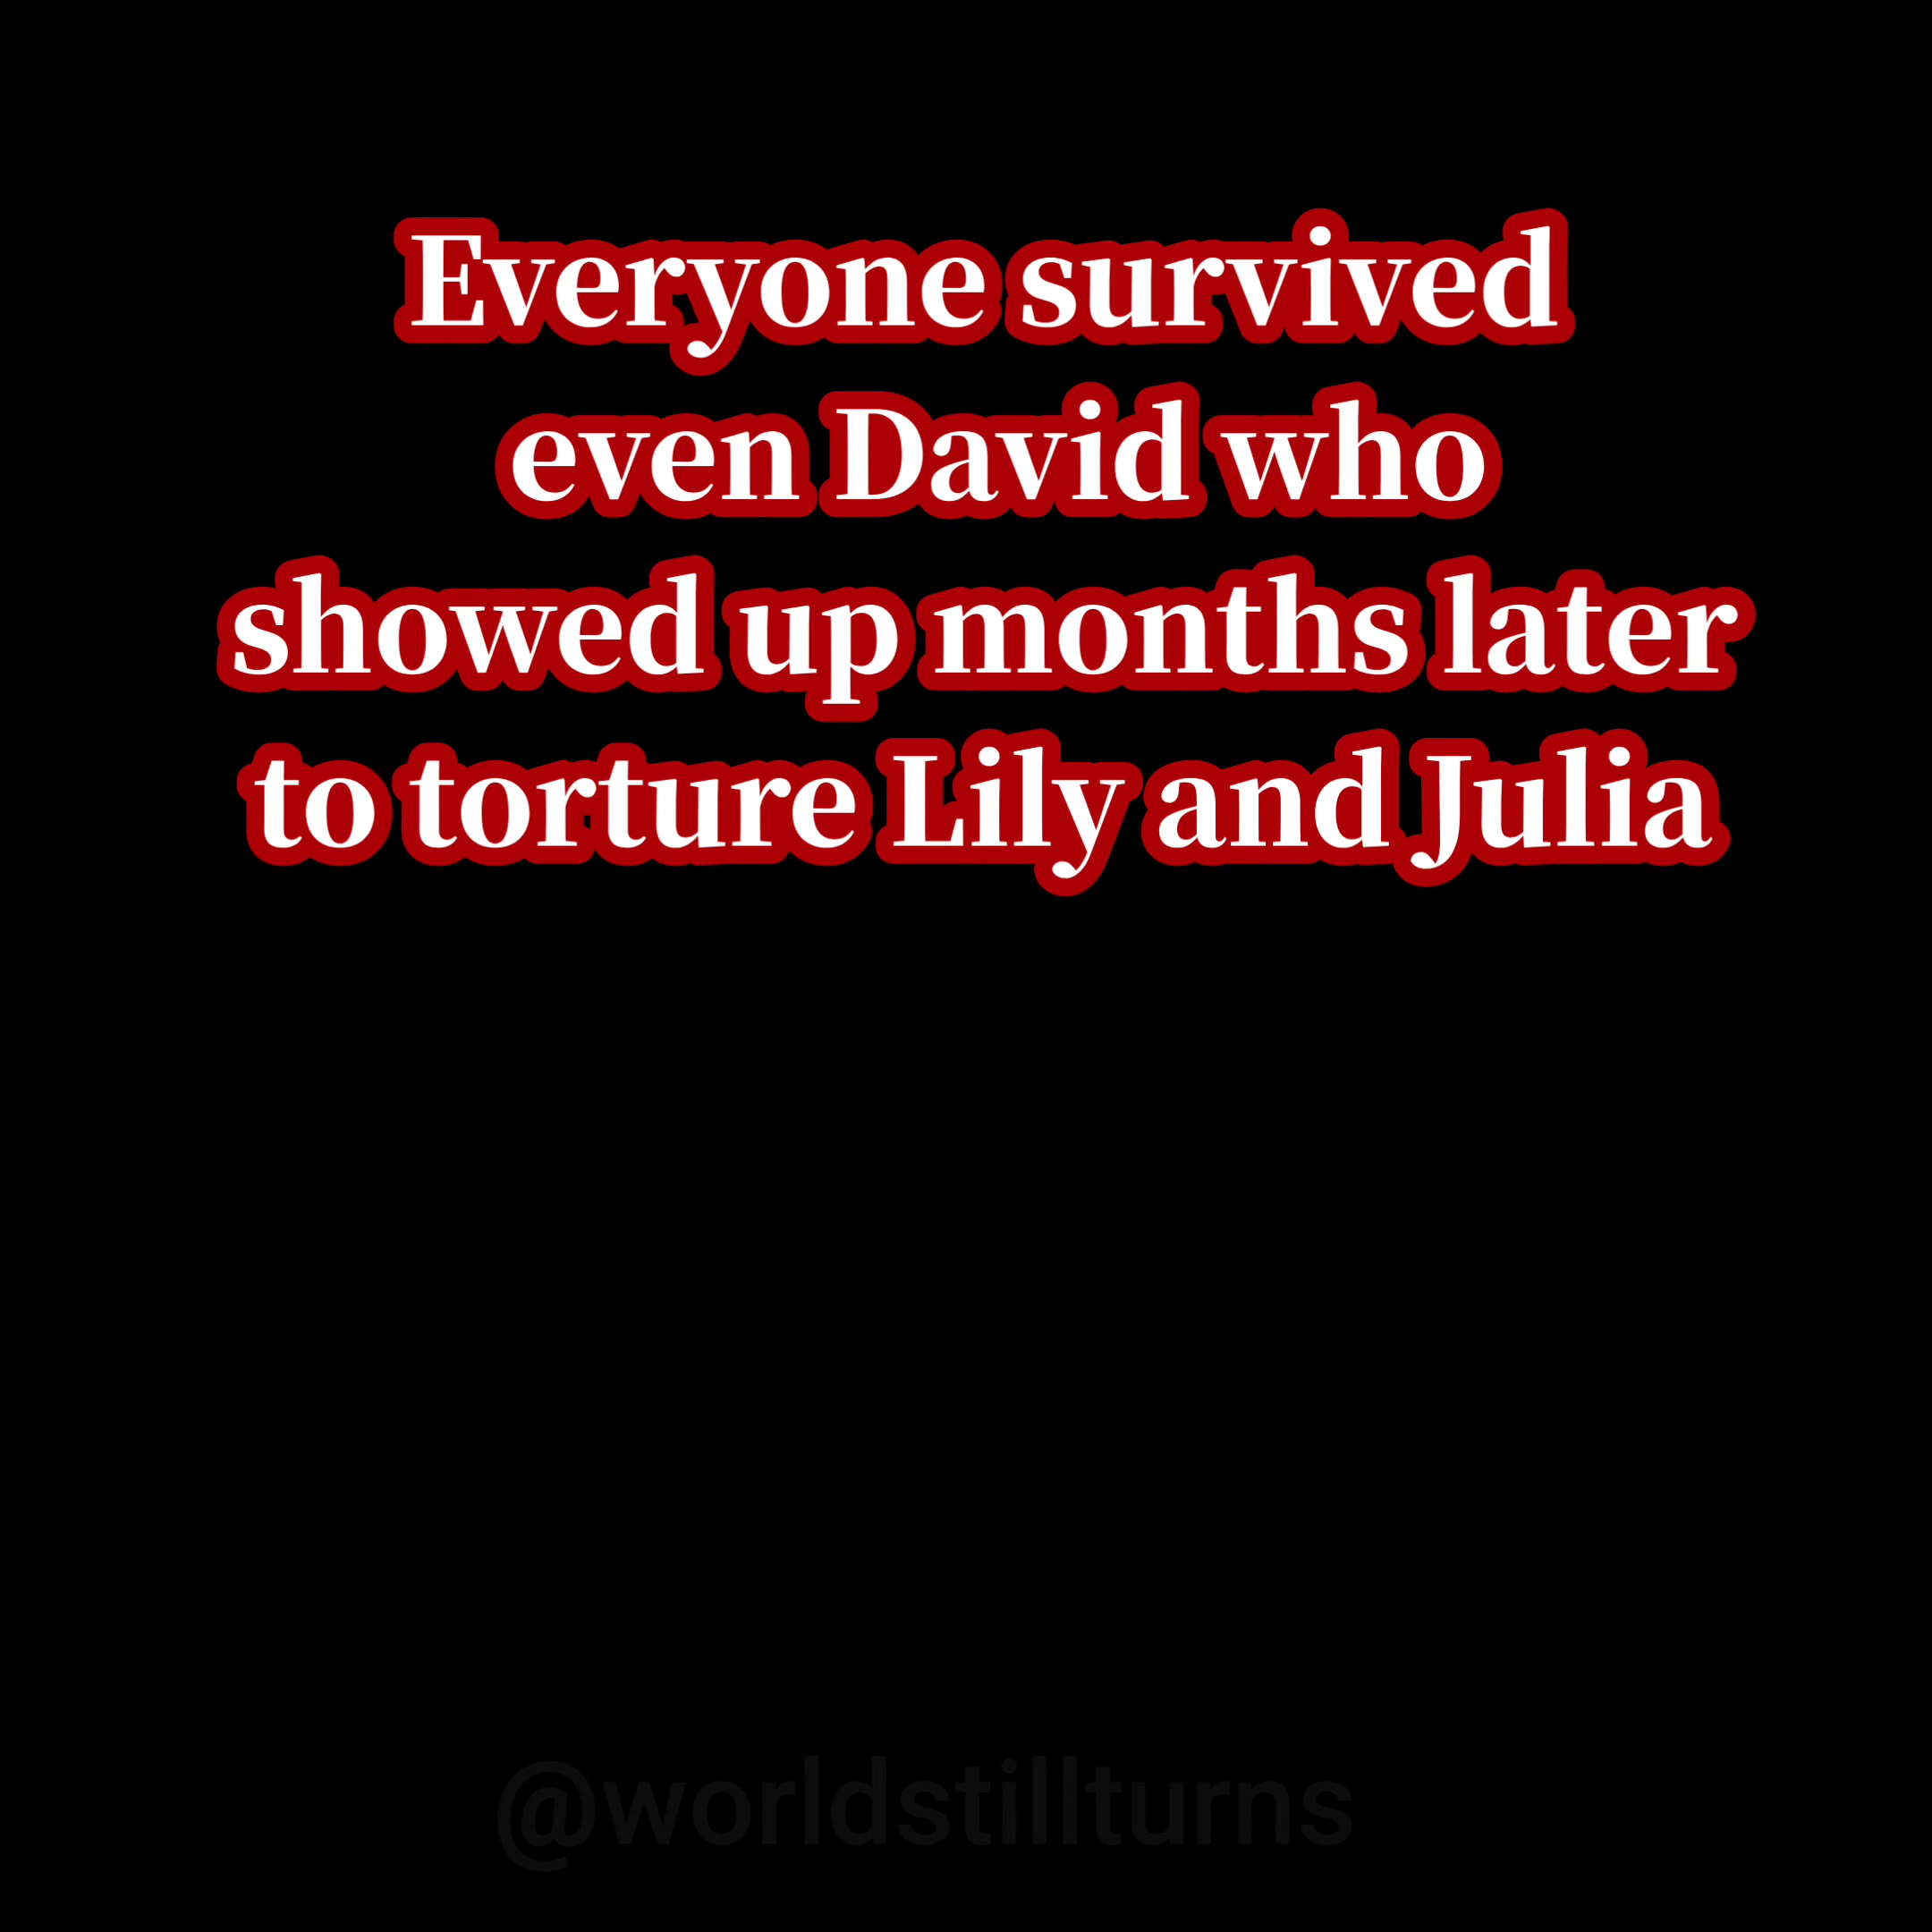 Everyone survived
even David who
showed up months later
to torture Lily and Julia
@worldstillturns